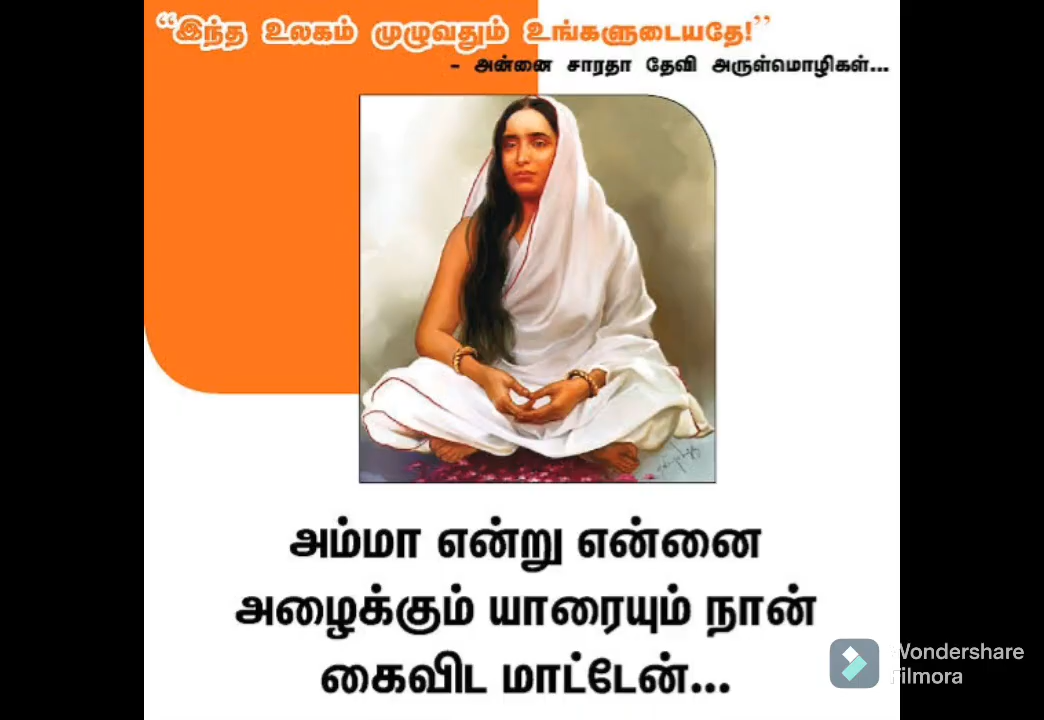 “இந்த உலகம் முழுவதும் உங்களுடையதே!”
- அன்னை சாரதா தேவி அருள்மொழிகள்...
அம்மா என்று என்னை
அழைக்கும் யாரையும் நான்
கைவிட மாட்டேன்...
Wondershare
Filmora